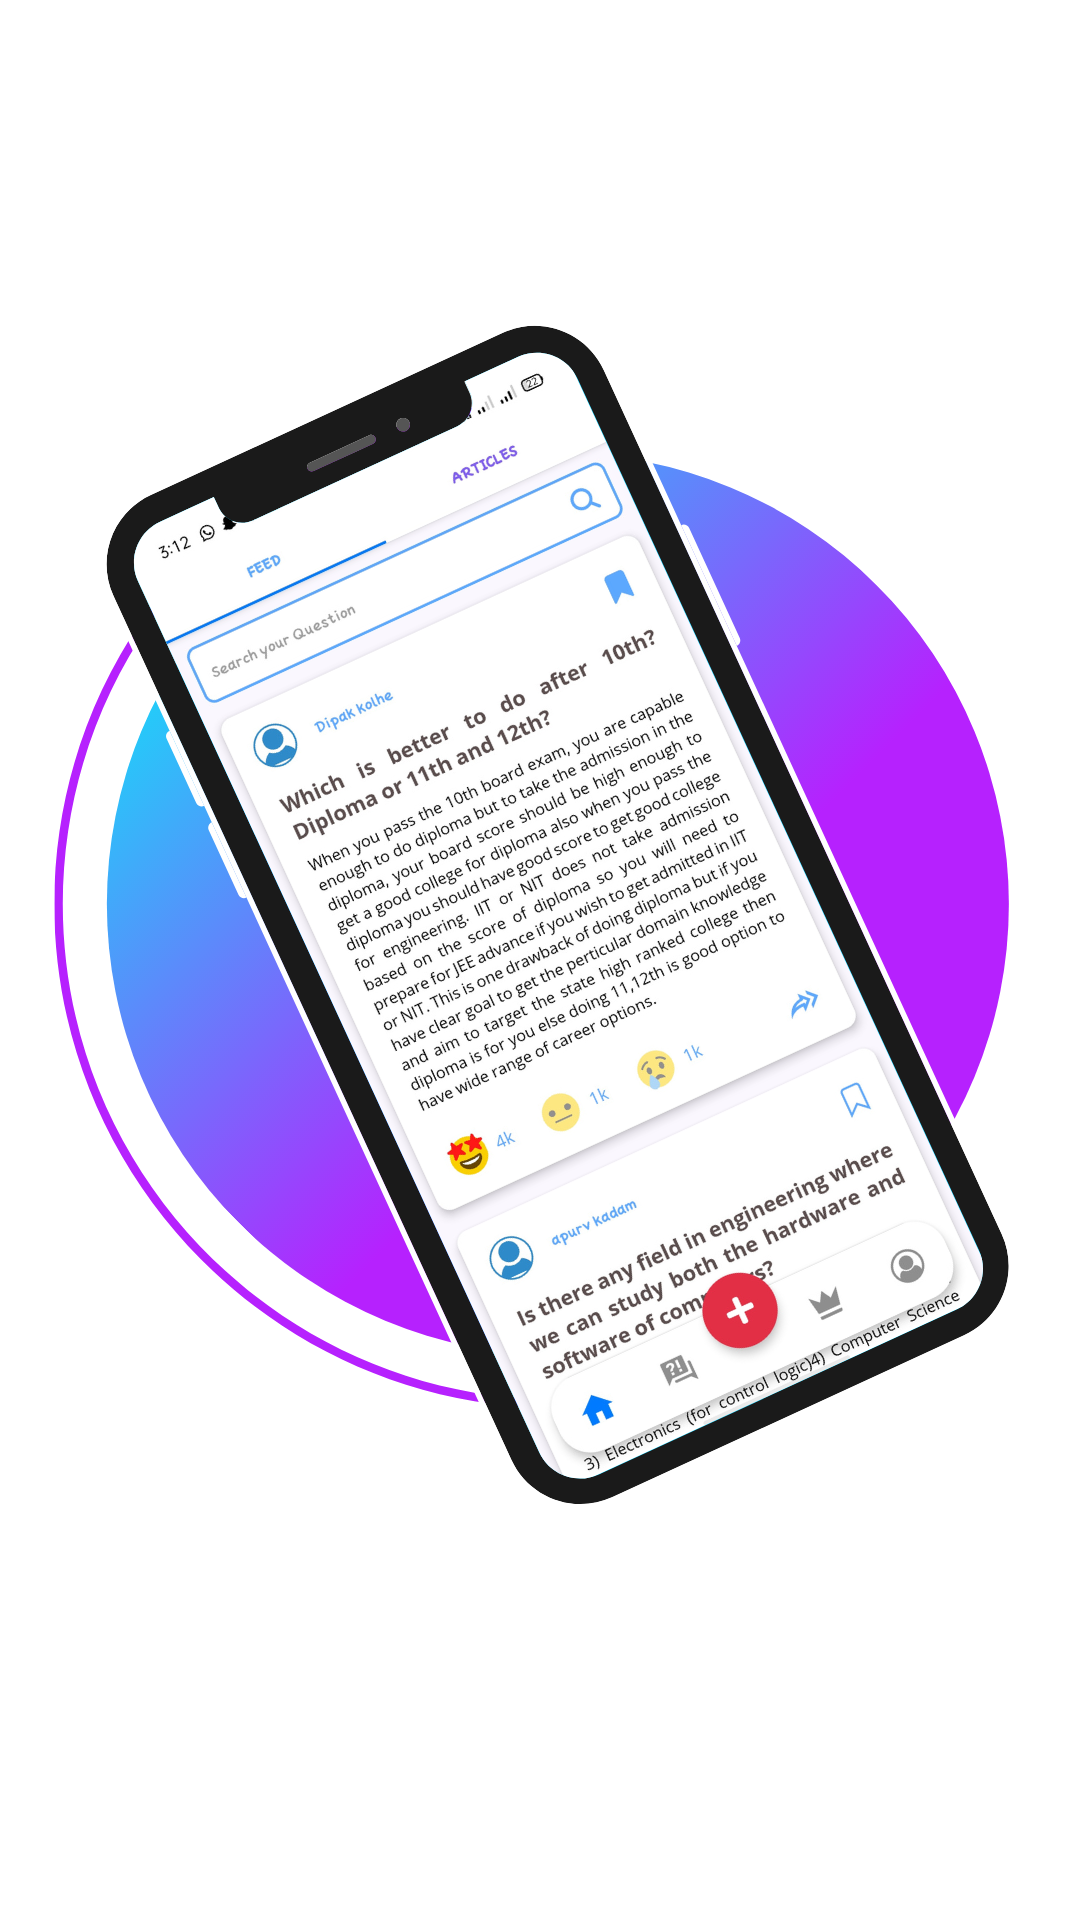 3:12
22
FEED
ARTICLES
Search your Question
Dipak kolhe
Which is better to do after 10th?
Diploma or 11th and 12th?
When you pass the 10th board exam, you are capable
enough to do diploma but to take the admission in the
diploma, your board score should be high enough to
get a good college for diploma also when you pass the
diploma you should have good score to get good college
for engineering. IIT or NIT does not take admission
based on the score of diploma so you will need to
prepare for JEE advance if you wish to get admitted in IIT
or NIT. This is one drawback of doing diploma but if you
have clear goal to get the perticular domain knowledge
and aim to target the state high ranked college then
diploma is for you else doing 11,12th is good option to
have wide range of career options.
4k
1k
1k
apurv kadam
Is there any field in engineering where
we can study both the hardware and
software of
?!
3) Electronics (for control logic)4) Computer Science